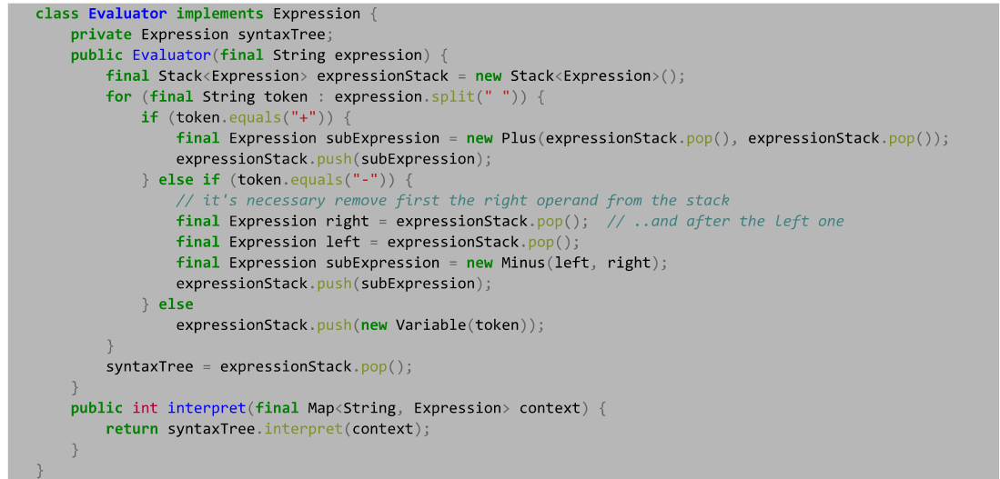 class Evaluator implements Expression {
    private Expression syntaxTree;
    public Evaluator(final String expression) {
        final Stack<Expression> expressionStack = new Stack<Expression>();
        for (final String token : expression.split(" ")) {
            if (token.equals("+")) {
                final Expression subExpression = new Plus(expressionStack.pop(), expressionStack.pop());
                expressionStack.push(subExpression);
            } else if (token.equals("-")) {
                // it's necessary remove first the right operand from the stack
                final Expression right = expressionStack.pop();  // ..and after the left one
                final Expression left = expressionStack.pop();
                final Expression subExpression = new Minus(left, right);
                expressionStack.push(subExpression);
            } else
                expressionStack.push(new Variable(token));
        }
        syntaxTree = expressionStack.pop();
    }
    public int interpret(final Map<String, Expression> context) {
        return syntaxTree.interpret(context);
    }
}